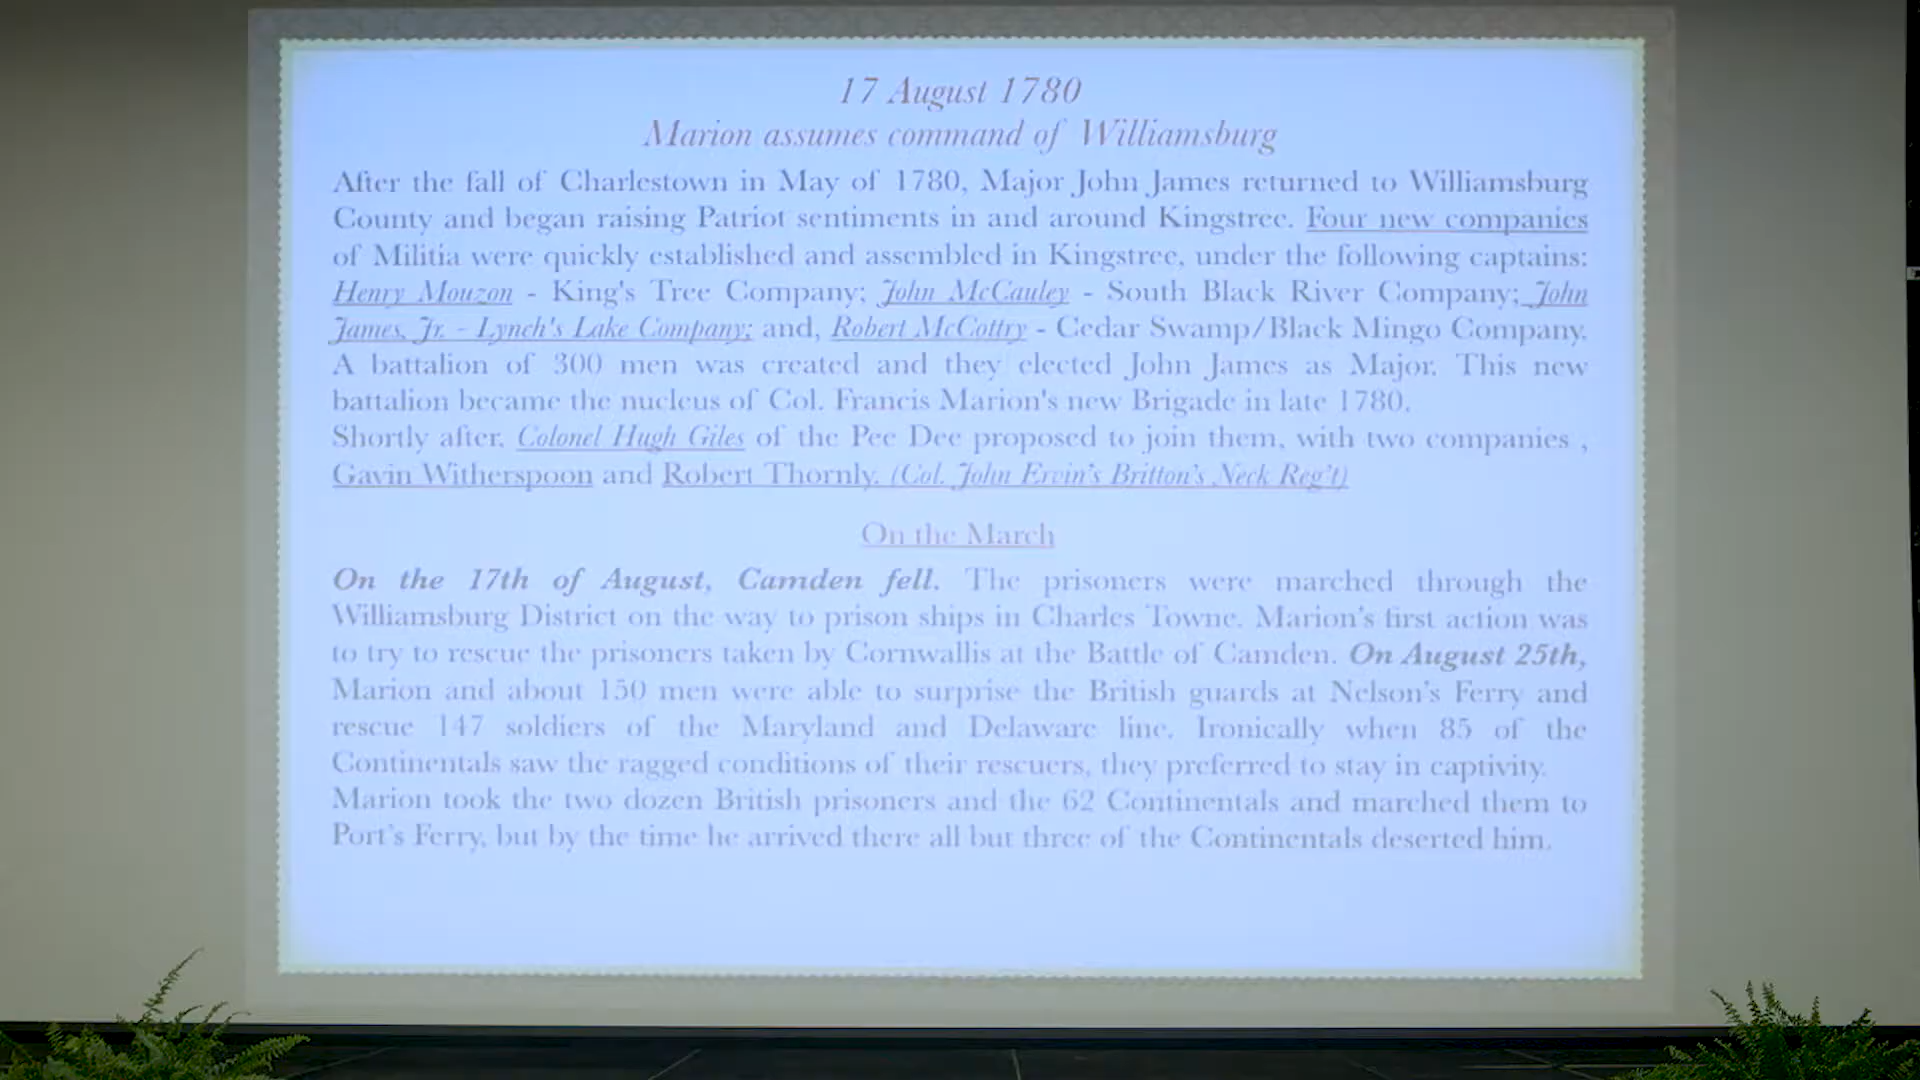 17 August 1780
Marion assumes command of Williamsburg
After the fall of Charlestown in May of 1780, Major John James returned to Williamsburg
County and began raising Patriot sentiments in and around Kingstree. Four new companies
of Militia were quickly established and assembled in Kingstree, under the following captains:
Henry Mouzon - King's Tree Company; John McCauley - South Black River Company; John
James, Jr. - Lynch's Lake Company; and, Robert McCottry - Cedar Swamp/Black Mingo Company.
A battalion of 300 men was created and they elected John James as Major. This new
battalion became the nucleus of Col. Francis Marion's new Brigade in late 1780.
Shortly after, Colonel Hugh Giles of the Pee Dee proposed to join them, with two companies ,
Gavin Witherspoon and Robert Thornly. (Col. John Ervin's Britton's Neck Reg't)
On the March
On the 17th of August, Camden fell. The prisoners were marched through the
Williamsburg District on the way to prison ships in Charles Towne. Marion's first action was
to try to rescue the prisoners taken by Cornwallis at the Battle of Camden. On August 25th,
Marion and about 150 men were able to surprise the British guards at Nelson's Ferry and
rescue 147 soldiers of the Maryland and Delaware line. Ironically when 85 of the
Continentals saw the ragged conditions of their rescuers, they preferred to stay in captivity.
Marion took the two dozen British prisoners and the 62 Continentals and marched them to
Port's Ferry, but by the time he arrived there all but three of the Continentals deserted him.